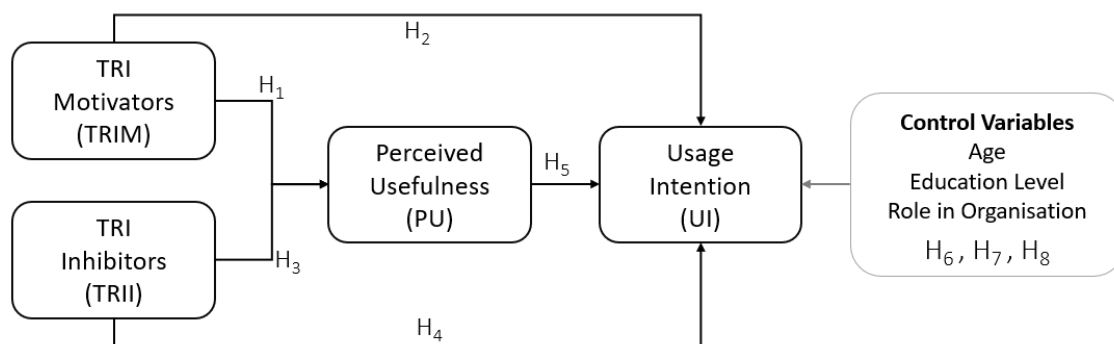 H2
TRI
Motivators
(TRIM)
H1
Perceived
Usefulness
(PU)
H5
Usage
Intention
(UI)
Control Variables
Age
Education Level
Role in Organisation
H6 , H7 , H8
TRI
Inhibitors
(TRII)
H3
H4